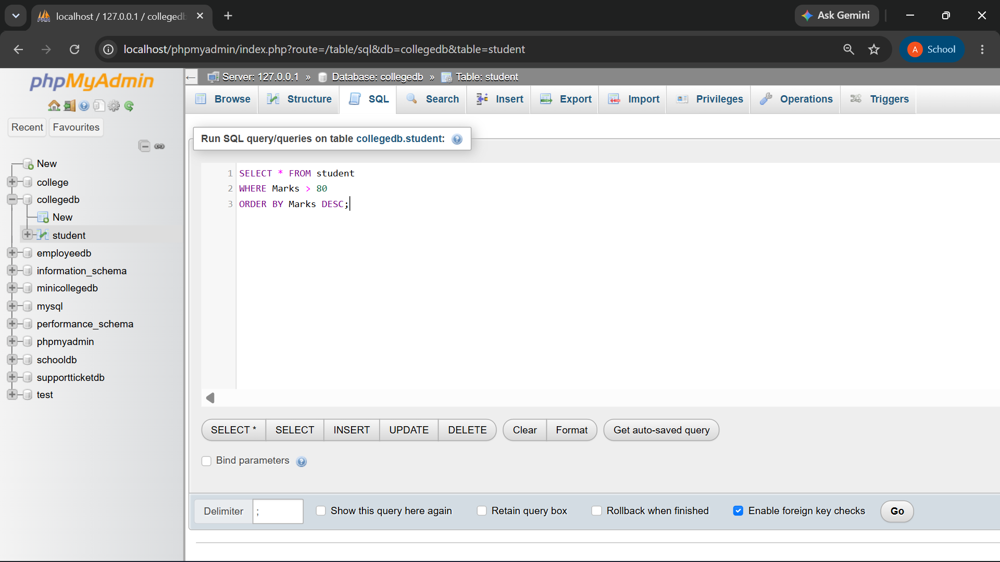 localhost / 127.0.0.1 / collegedb
Ask Gemini
localhost/phpmyadmin/index.php?route=/table/sql&db=collegedb&table=student
A School
phpMyAdmin
Recent Favourites
New
college
collegedb
New
student
employeedb
information_schema
minicollegedb
mysql
performance_schema
phpmyadmin
schooldb
supportticketdb
test
Server: 127.0.0.1 » Database: collegedb » Table: student
Browse Structure SQL Search Insert Export Import Privileges Operations Triggers
Run SQL query/queries on table collegedb.student:
1 SELECT * FROM student
2 WHERE Marks > 80
3 ORDER BY Marks DESC;
SELECT * SELECT INSERT UPDATE DELETE Clear Format Get auto-saved query
Bind parameters
Delimiter ; Show this query here again Retain query box Rollback when finished Enable foreign key checks Go